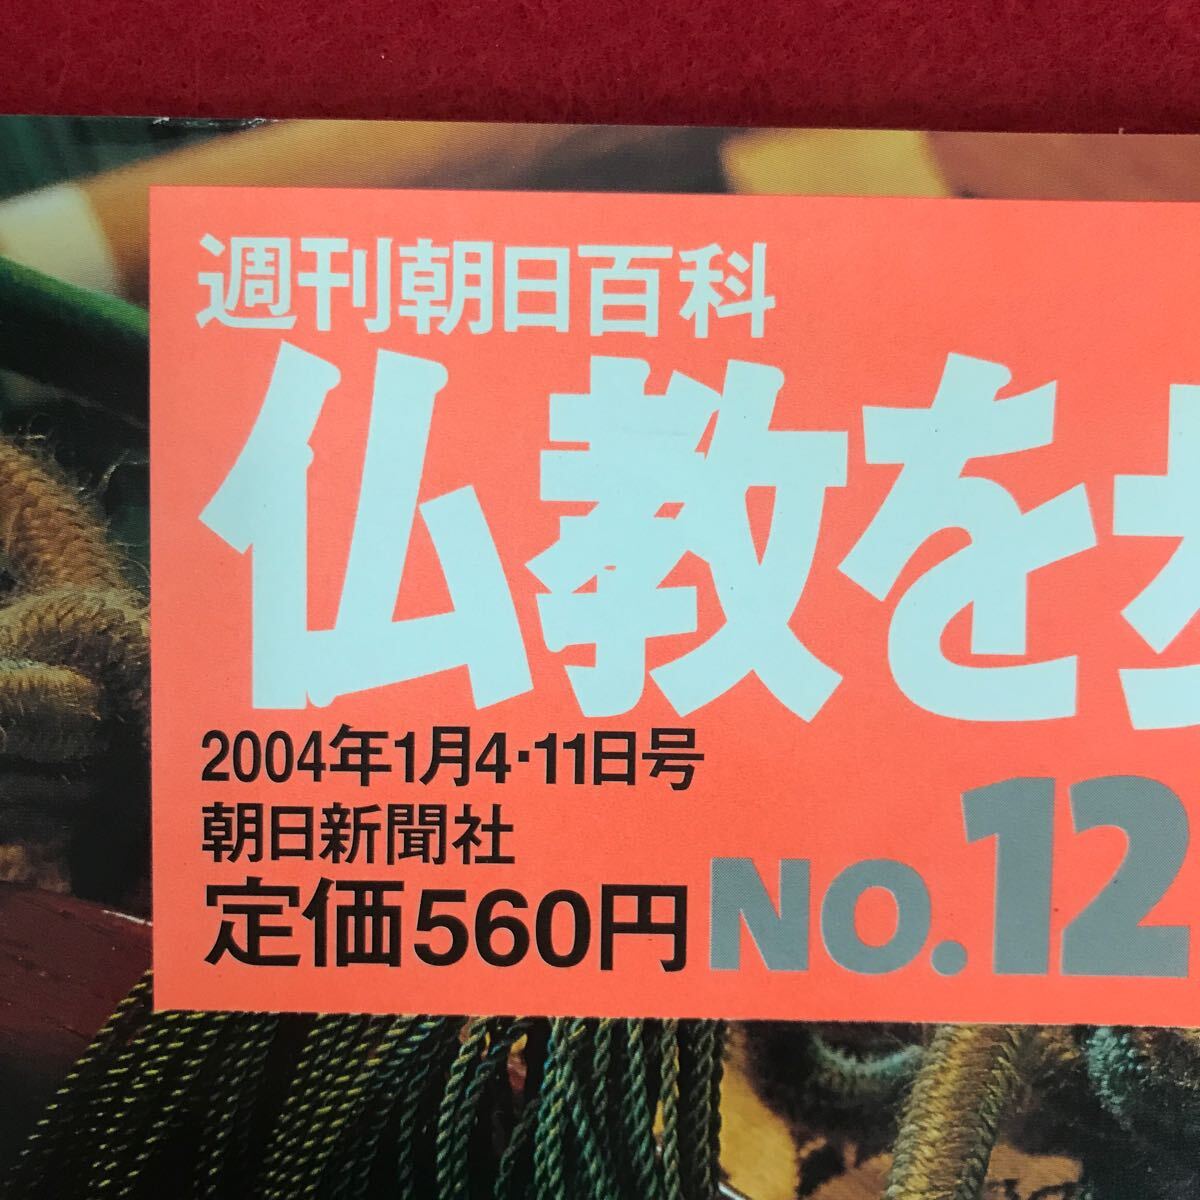 週刊朝日百科
仏教を
2004年1月4・11日号
朝日新聞社
定価560円
NO.12